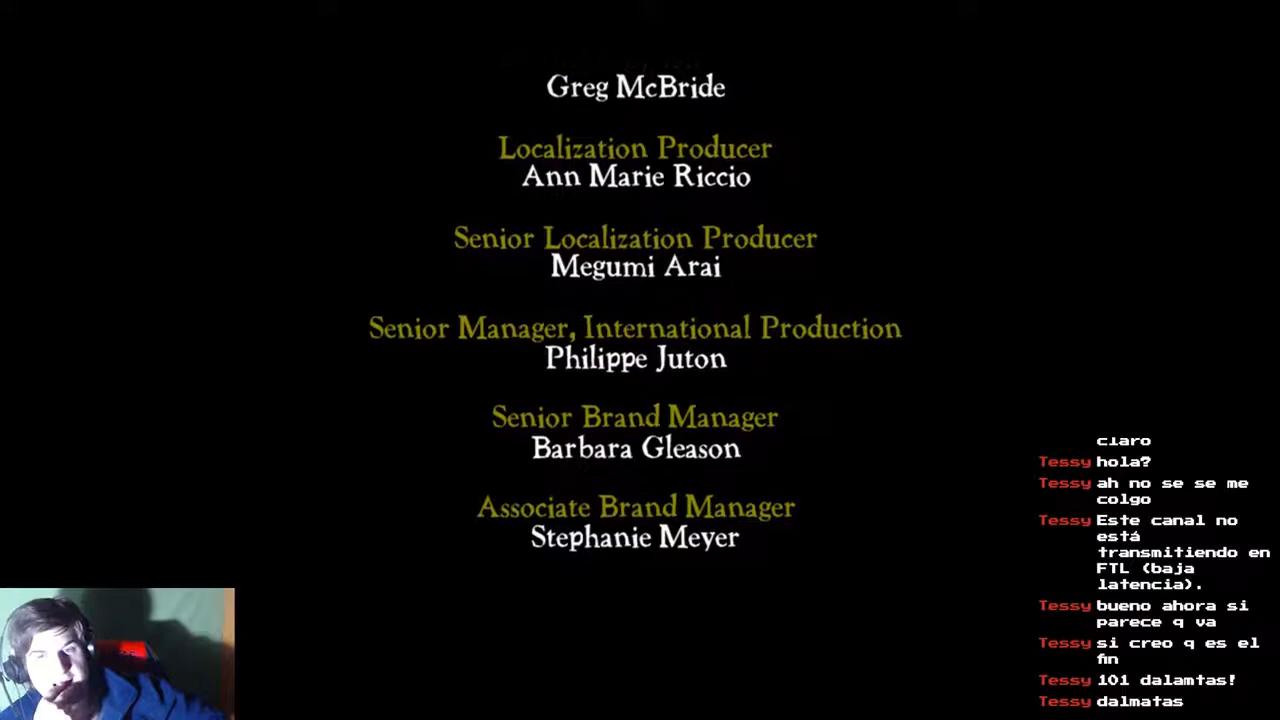 Greg McBride
Localization Producer
Ann Marie Riccio
Senior Localization Producer
Megumi Arai
Senior Manager, International Production
Philippe Juton
Senior Brand Manager
Barbara Gleason
Associate Brand Manager
Stephanie Meyer
claro
Tessy hola?
Tessy ah no se se me
colgo
Tessy Este canal no
está
transmitiendo en
FTL (baja
latencia).
Tessy bueno ahora si
parece q va
Tessy si creo q es el
fin
Tessy 101 dalamtas!
Tessy dalmatas